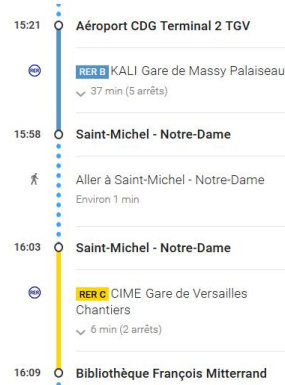 15:21 Aéroport CDG Terminal 2 TGV
RER RER B KALI Gare de Massy Palaiseau
37 min (5 arrêts)
15:58 Saint-Michel - Notre-Dame
Aller à Saint-Michel - Notre-Dame
Environ 1 min
16:03 Saint-Michel - Notre-Dame
RER RER C CIME Gare de Versailles
Chantiers
6 min (2 arrêts)
16:09 Bibliothèque François Mitterrand